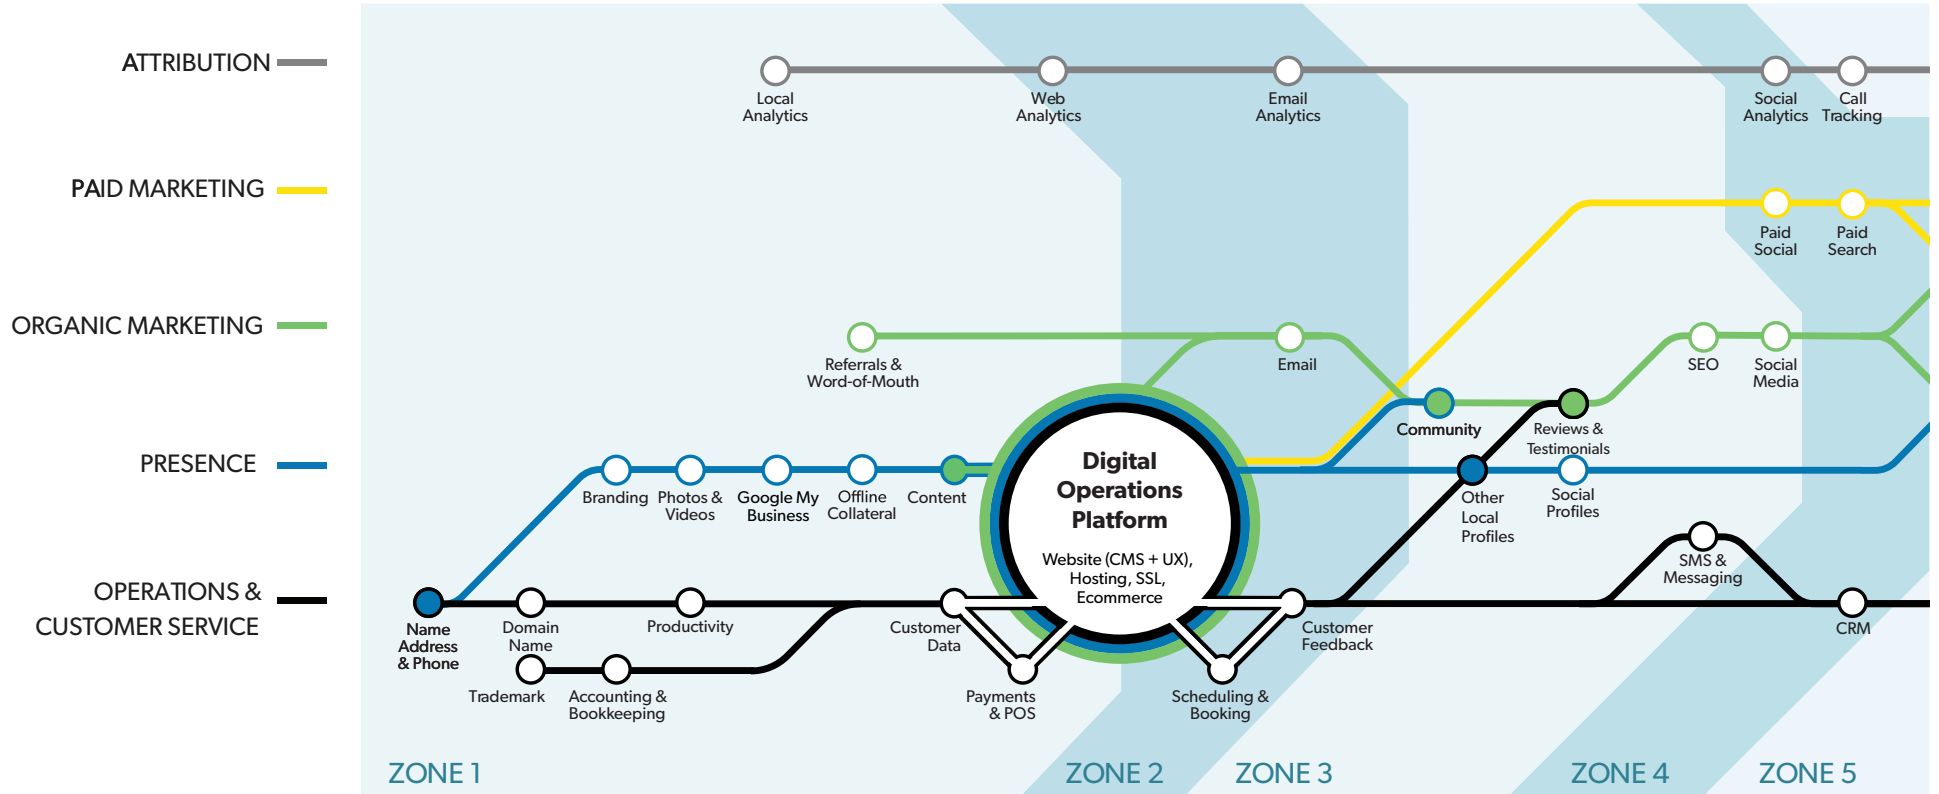 ATTRIBUTION
PAID MARKETING
ORGANIC MARKETING
PRESENCE
OPERATIONS &
CUSTOMER SERVICE
Local
Analytics
Web
Analytics
Email
Analytics
Social
Analytics
Call
Tracking
Paid
Social
Paid
Search
Referrals &
Word-of-Mouth
Email
SEO
Social
Media
Community
Reviews &
Testimonials
Branding
Photos &
Videos
Google My
Business
Offline
Collateral
Content
Digital
Operations
Platform
Website (CMS + UX),
Hosting, SSL,
Ecommerce
Other
Local
Profiles
Social
Profiles
SMS &
Messaging
Name
Address
& Phone
Domain
Name
Productivity
Customer
Data
Customer
Feedback
CRM
Trademark
Accounting &
Bookkeeping
Payments
& POS
Scheduling &
Booking
ZONE 1
ZONE 2
ZONE 3
ZONE 4
ZONE 5